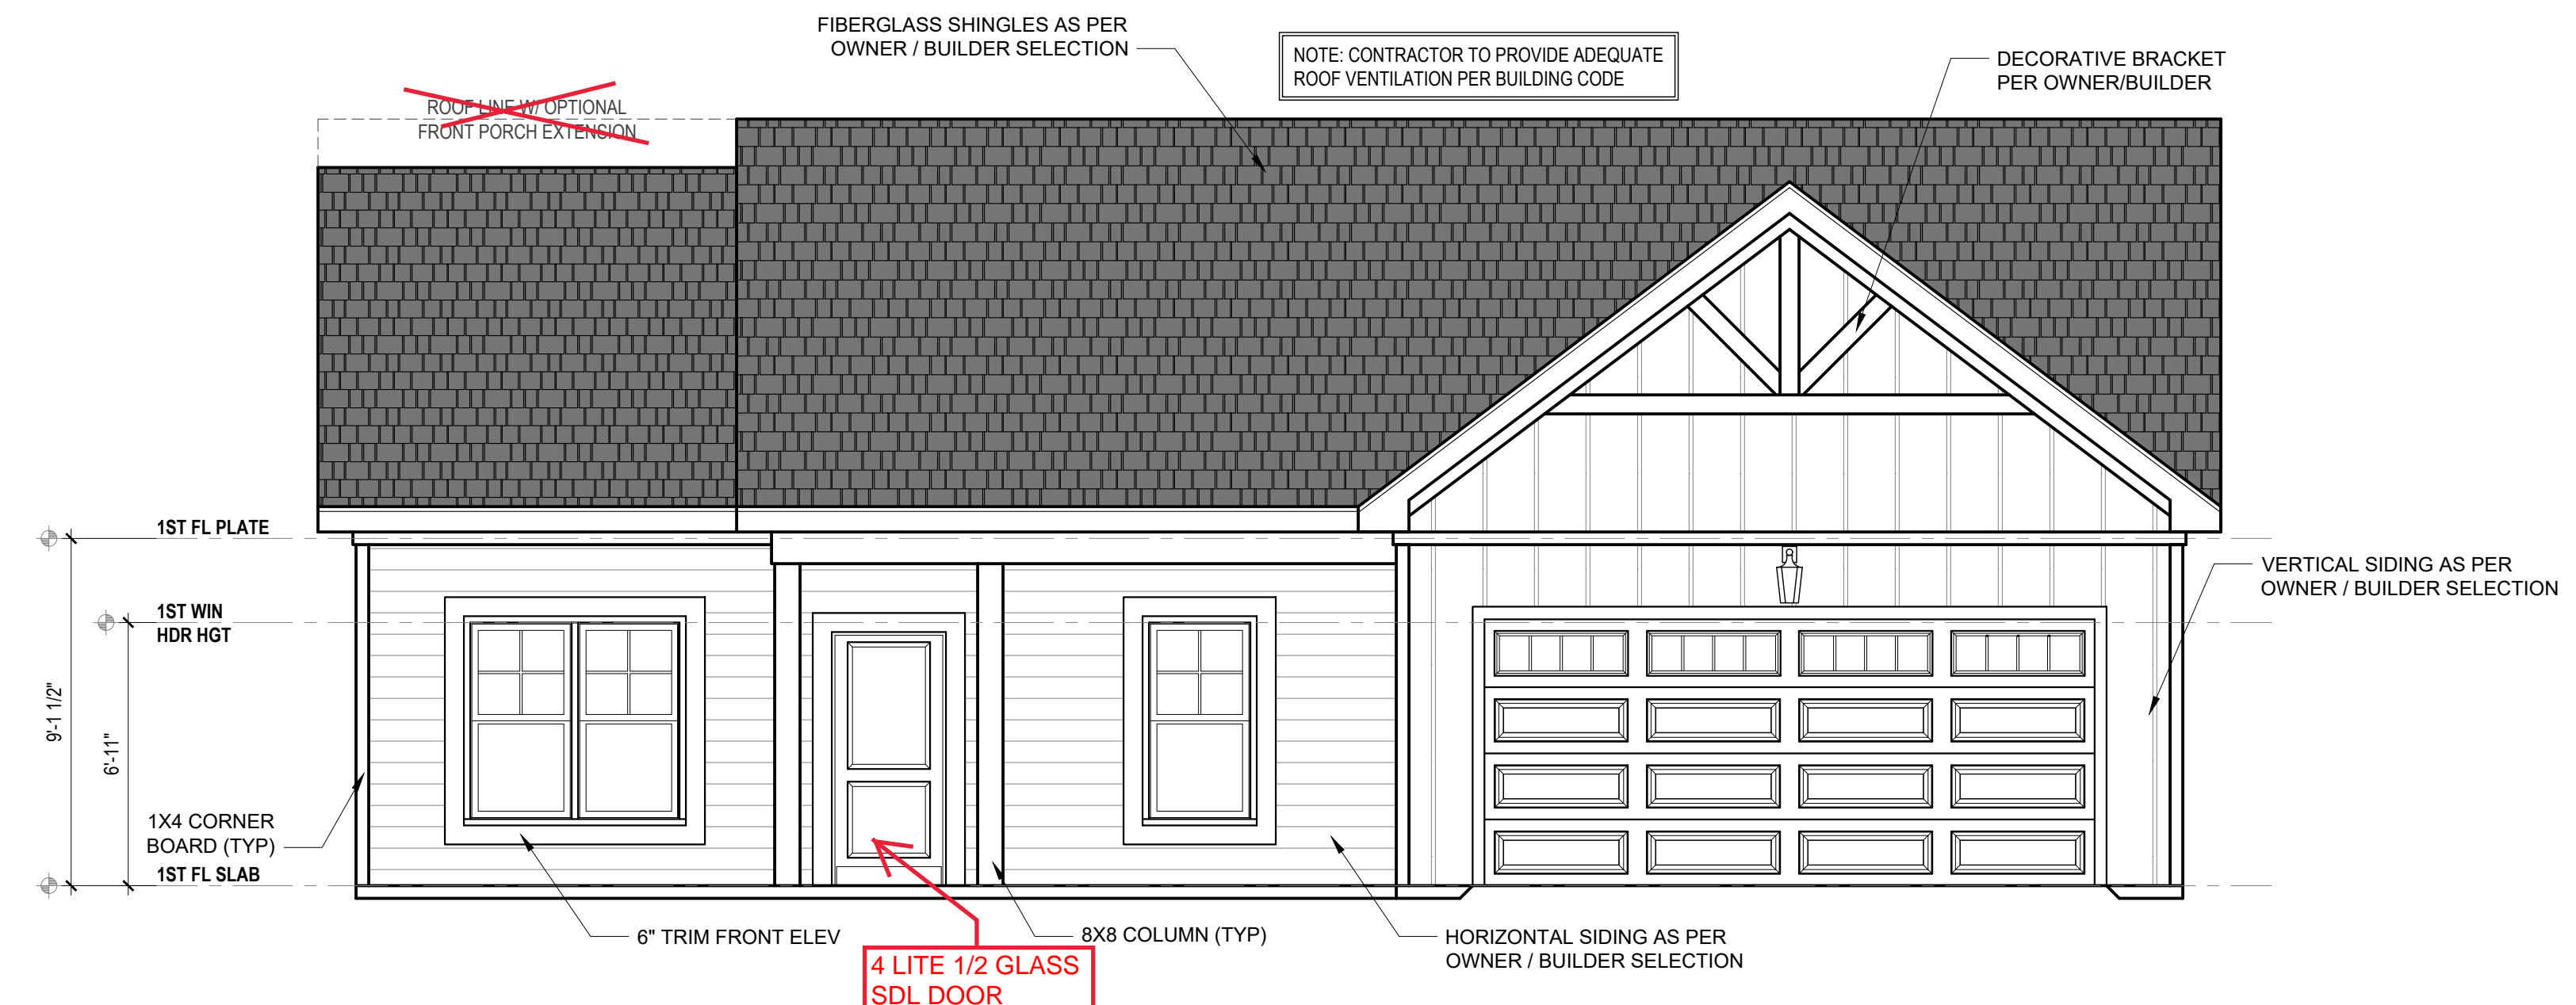 FIBERGLASS SHINGLES AS PER
OWNER / BUILDER SELECTION
NOTE: CONTRACTOR TO PROVIDE ADEQUATE
ROOF VENTILATION PER BUILDING CODE
DECORATIVE BRACKET
PER OWNER/BUILDER
ROOF LINE W/ OPTIONAL
FRONT PORCH EXTENSION
1ST FL PLATE
VERTICAL SIDING AS PER
OWNER / BUILDER SELECTION
1ST WIN
HDR HGT
9'-1 1/2"
6'-11"
1X4 CORNER
BOARD (TYP)
1ST FL SLAB
6" TRIM FRONT ELEV
8X8 COLUMN (TYP)
HORIZONTAL SIDING AS PER
OWNER / BUILDER SELECTION
4 LITE 1/2 GLASS
SDL DOOR